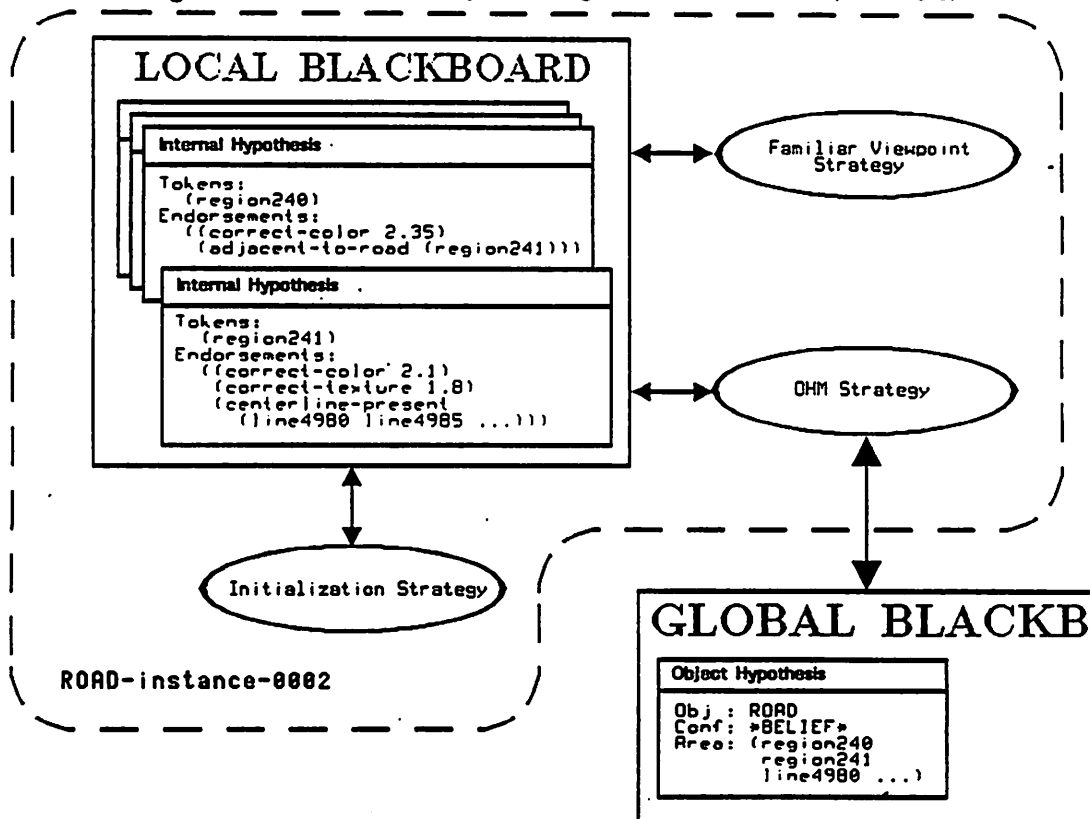 LOCAL BLACKBOARD
Internal Hypothesis
Tokens:
(region240)
Endorsements:
((correct-color 2.35)
(adjacent-to-road (region241)))
Internal Hypothesis
Tokens:
(region241)
Endorsements:
((correct-color 2.1)
(correct-texture 1.8)
(centerline-present
(line4980 line4985 ...)))
Familiar Viewpoint
Strategy
OHM Strategy
Initialization Strategy
ROAD-instance-0002
GLOBAL BLACKB
Object Hypothesis
Obj.: ROAD
Conf: *BELIEF*
Area: (region240
region241
line4980 ...)